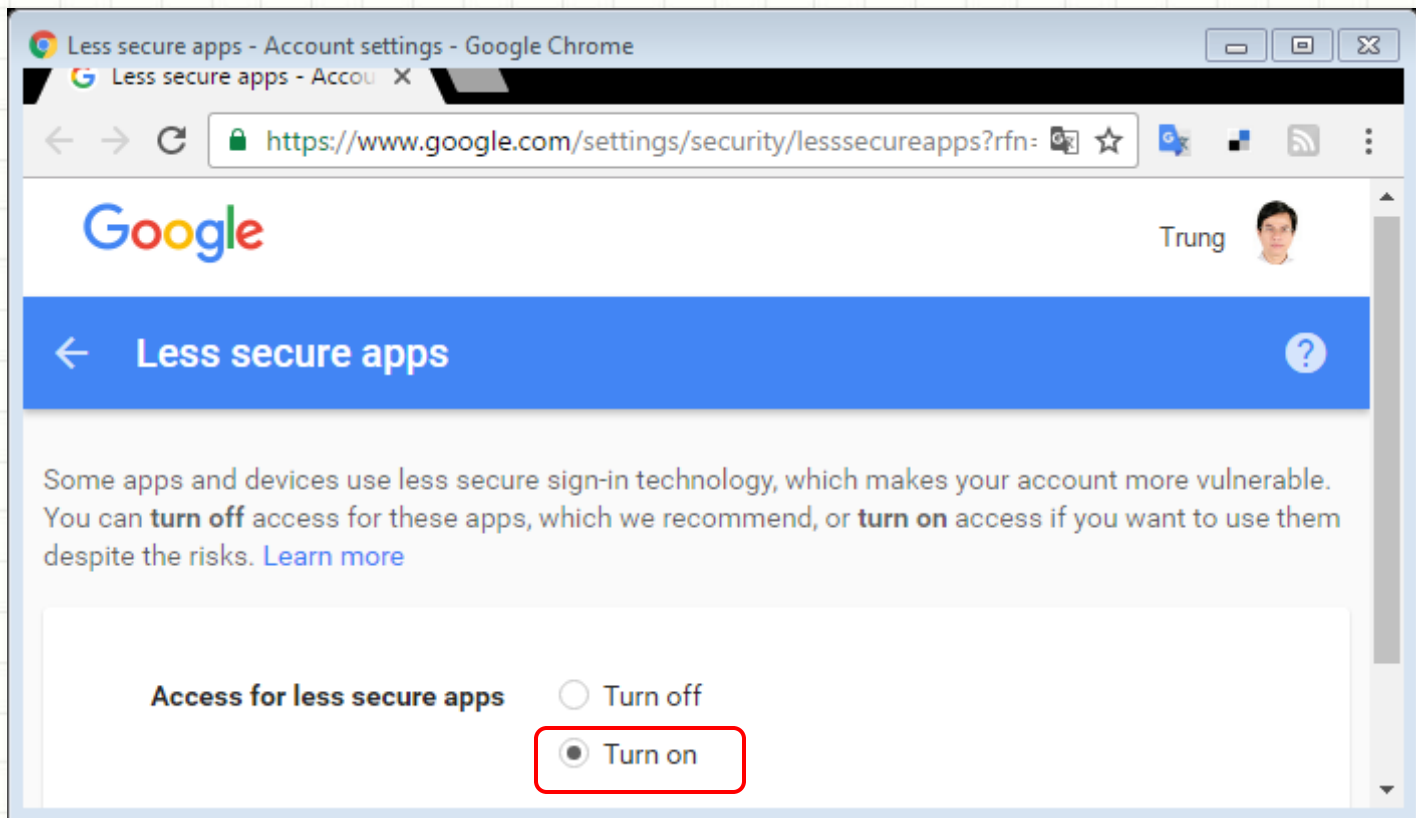 Less secure apps - Account settings - Google Chrome
Less secure apps - Accou
https://www.google.com/settings/security/lesssecureapps?rfn=
Google
Trung
Less secure apps
Some apps and devices use less secure sign-in technology, which makes your account more vulnerable.
You can turn off access for these apps, which we recommend, or turn on access if you want to use them
despite the risks. Learn more
Access for less secure apps
Turn off
Turn on